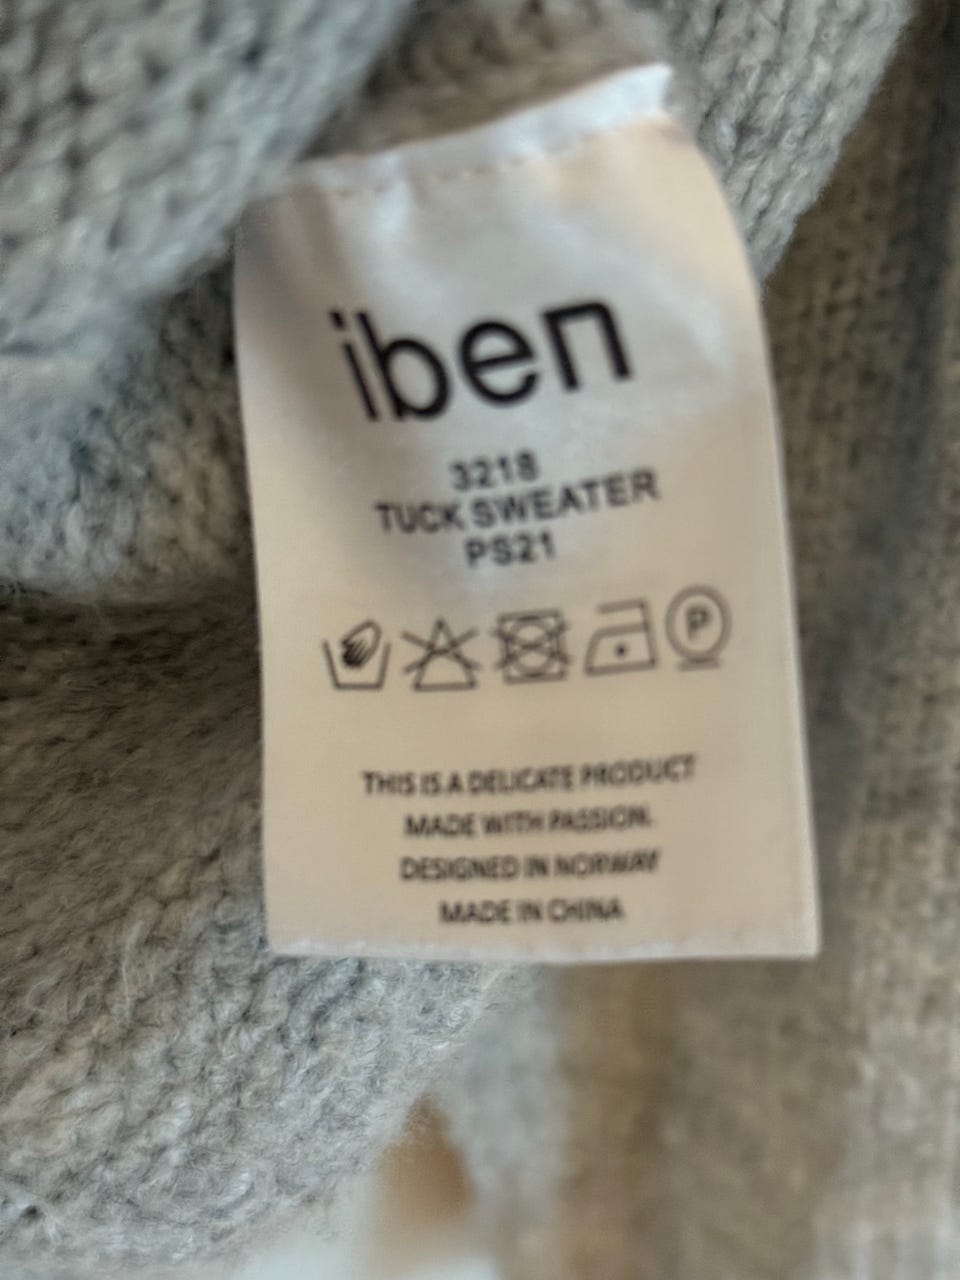 iben
3218
TUCK SWEATER
PS21
P
THIS IS A DELICATE PRODUCT
MADE WITH PASSION.
DESIGNED IN NORWAY
MADE IN CHINA